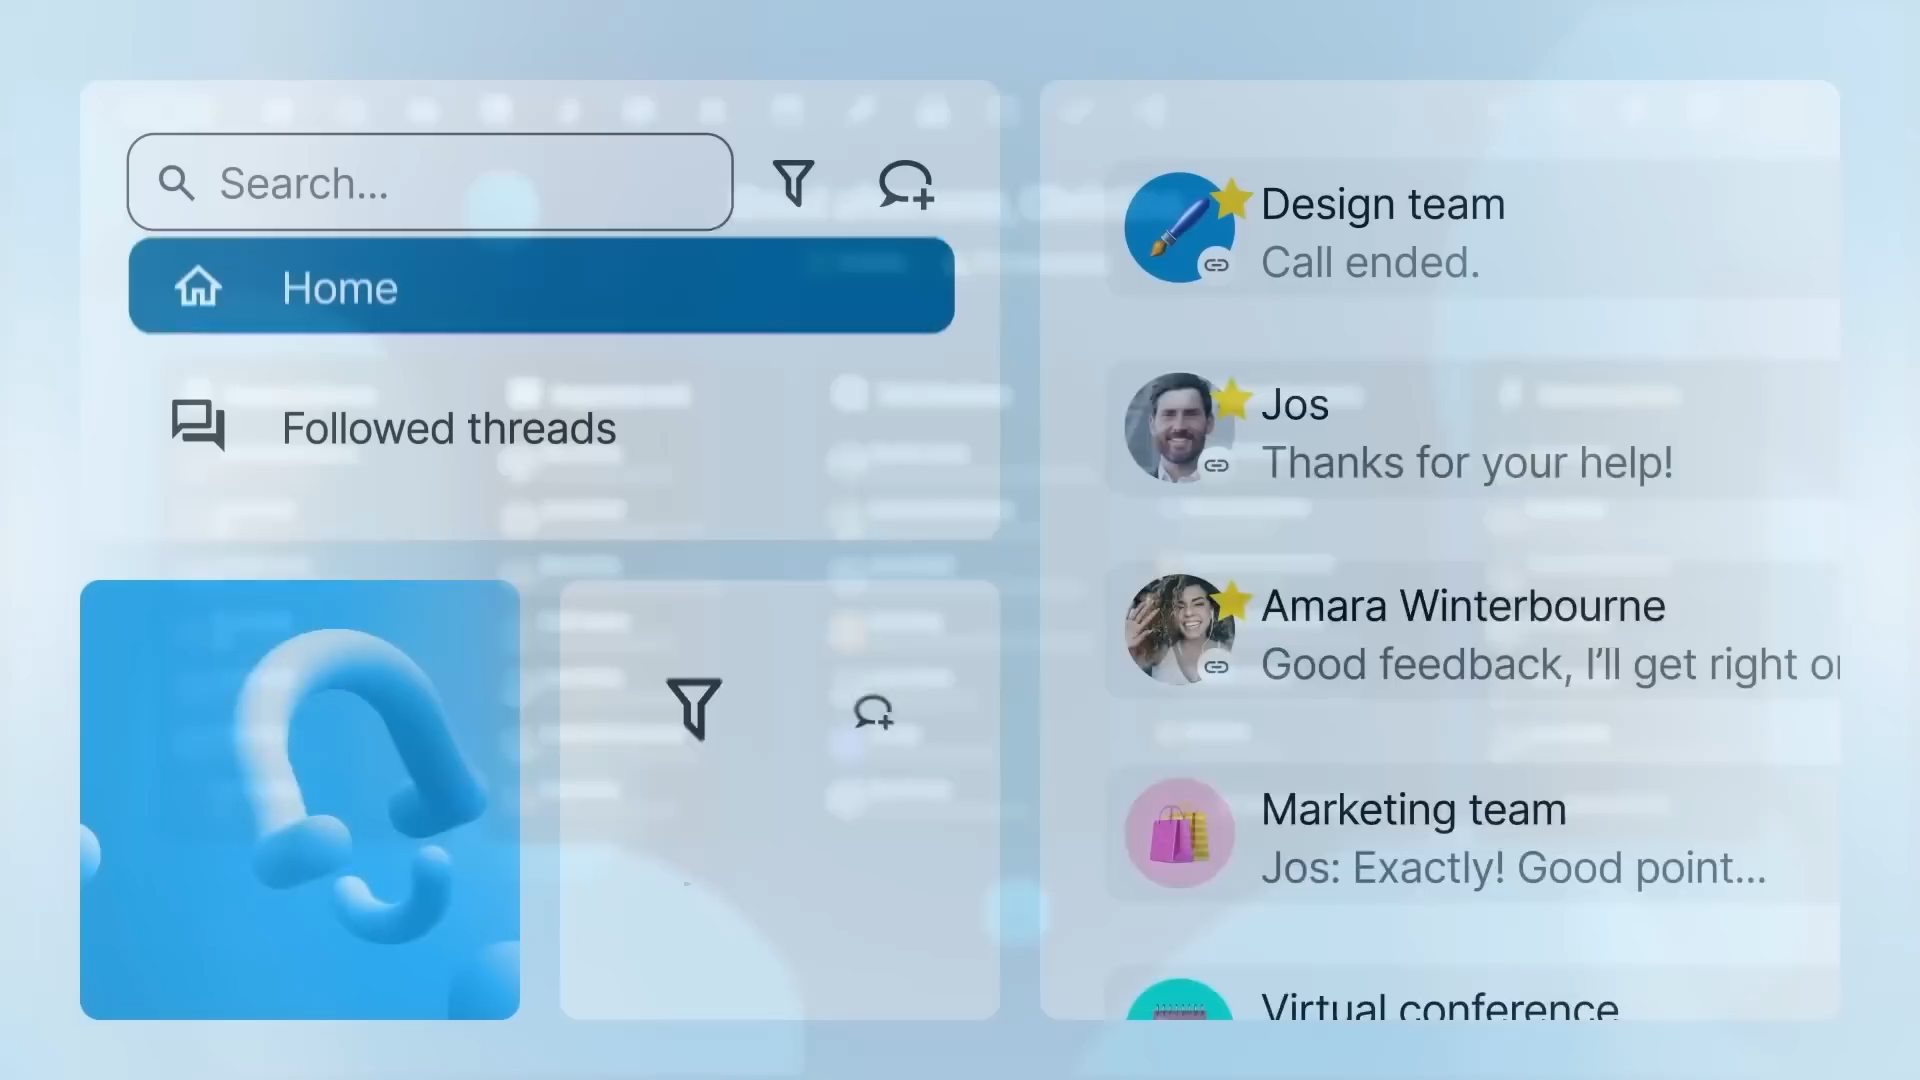 Search...
Home
Followed threads
Design team
Call ended.
Jos
Thanks for your help!
Amara Winterbourne
Good feedback, I'll get right
Marketing team
Jos: Exactly! Good point...
Virtual conference